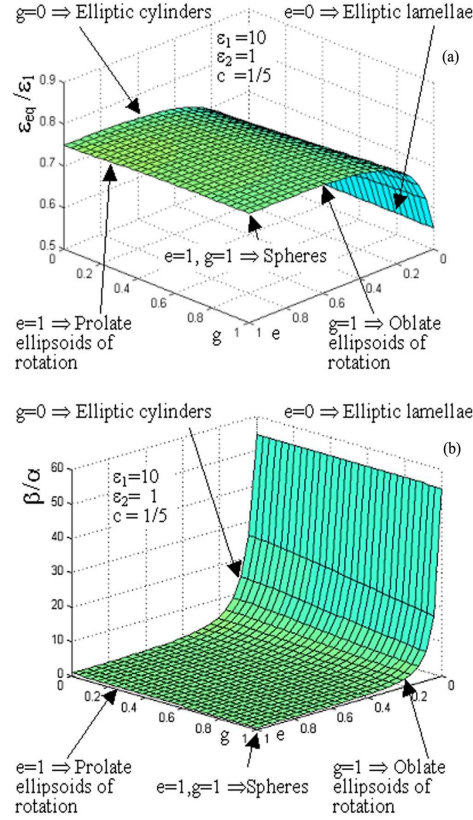 g=0 ⇒ Elliptic cylinders
e=0 ⇒ Elliptic lamellae
ε1 =10
ε2 =1
c =1/5
(a)
εeq /ε1
0.9
0.8
0.7
0.6
0.5
e=1, g=1 ⇒ Spheres
0 0.2 0.4 0.6 0.8 1
g
1 0.8 0.6 0.4 0.2 0
e
e=1 ⇒ Prolate
ellipsoids of
rotation
g=1 ⇒ Oblate
ellipsoids of
rotation
g=0 ⇒ Elliptic cylinders
e=0 ⇒ Elliptic lamellae
(b)
ε1=10
ε2= 1
c = 1/5
β/α
60
50
40
30
20
10
0
0 0.2 0.4 0.6 0.8 1
g
1 0.8 0.6 0.4 0.2 0
e
e=1 ⇒ Prolate
ellipsoids of
rotation
e=1,g=1 ⇒Spheres
g=1 ⇒ Oblate
ellipsoids of
rotation